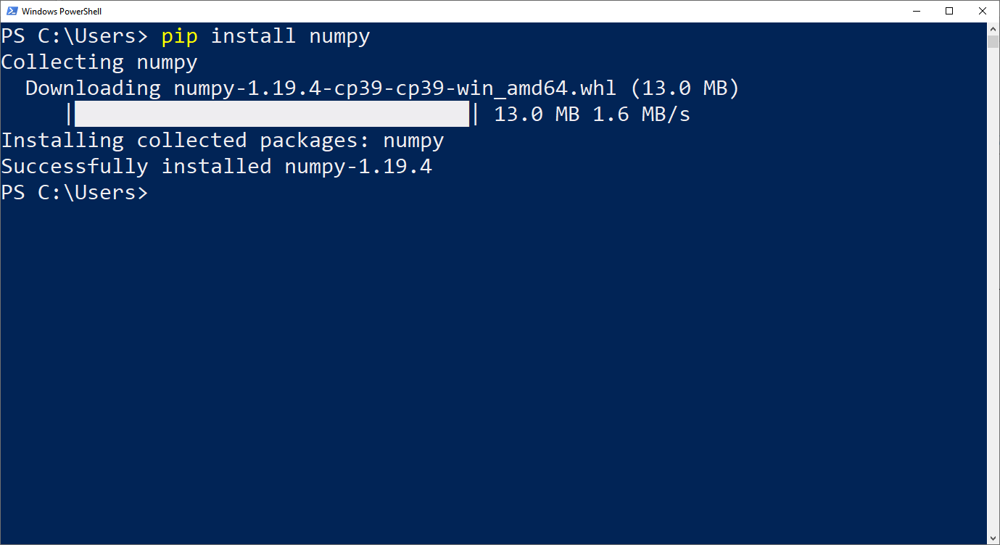 Windows PowerShell
PS C:\Users> pip install numpy
Collecting numpy
  Downloading numpy-1.19.4-cp39-cp39-win_amd64.whl (13.0 MB)
     |████████████████████████████████| 13.0 MB 1.6 MB/s
Installing collected packages: numpy
Successfully installed numpy-1.19.4
PS C:\Users>